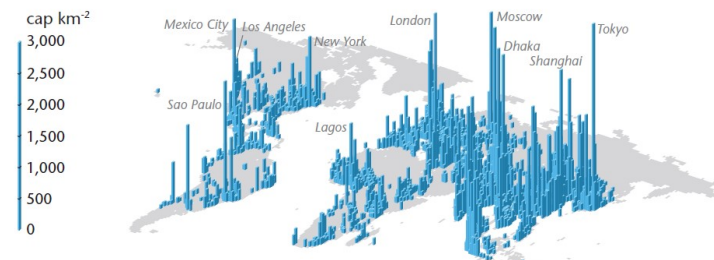 cap km-2
3,000
2,500
2,000
1,500
1,000
500
0
Mexico City
Los Angeles
New York
Sao Paulo
Lagos
London
Moscow
Dhaka
Shanghai
Tokyo